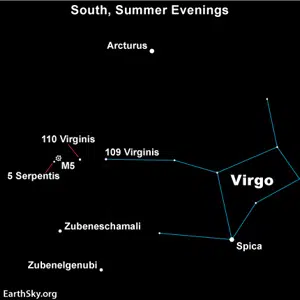 South, Summer Evenings
Arcturus
110 Virginis
109 Virginis
M5
5 Serpentis
Virgo
Zubeneschamali
Spica
Zubenelgenubi
EarthSky.org